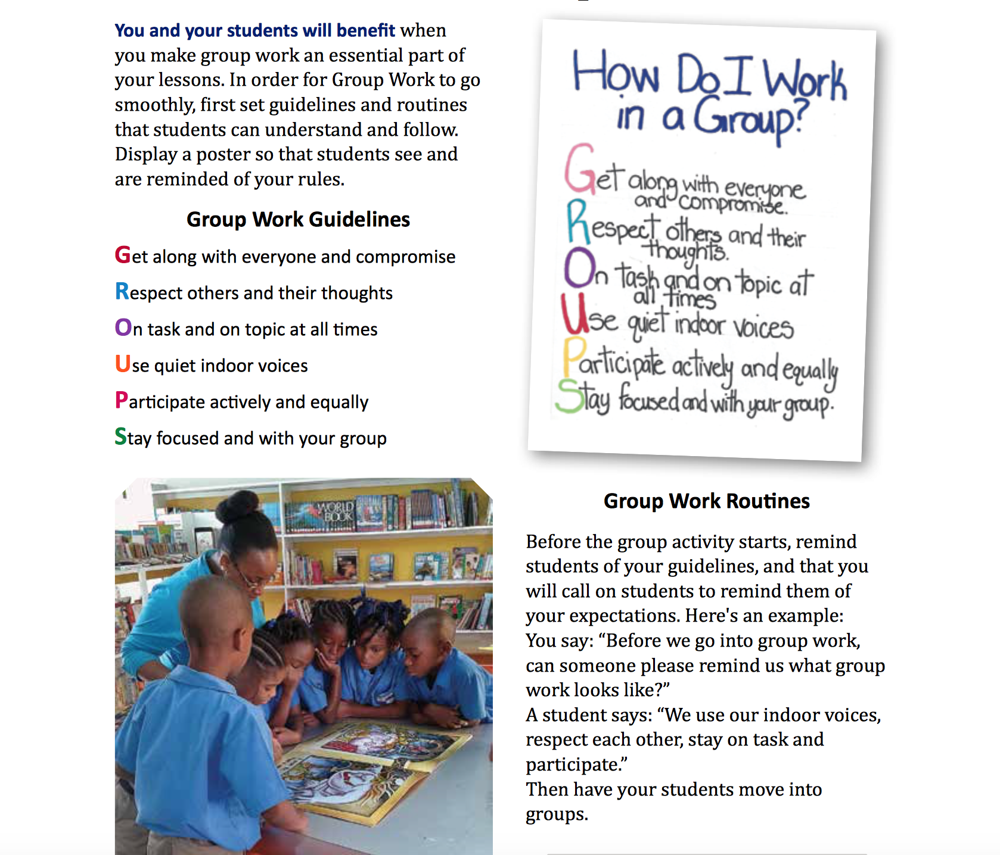 You and your students will benefit when
you make group work an essential part of
your lessons. In order for Group Work to go
smoothly, first set guidelines and routines
that students can understand and follow.
Display a poster so that students see and
are reminded of your rules.
Group Work Guidelines
Get along with everyone and compromise
Respect others and their thoughts
On task and on topic at all times
Use quiet indoor voices
Participate actively and equally
Stay focused and with your group
WORLD
BOOK
How Do I Work
in a Group?
Get along with everyone
and compromise.
Respect others and their
thoughts.
On task and on topic at
all times
Use quiet indoor voices
Participate actively and equally
Stay focused and with your group.
Group Work Routines
Before the group activity starts, remind
students of your guidelines, and that you
will call on students to remind them of
your expectations. Here's an example:
You say: “Before we go into group work,
can someone please remind us what group
work looks like?”
A student says: “We use our indoor voices,
respect each other, stay on task and
participate.”
Then have your students move into
groups.